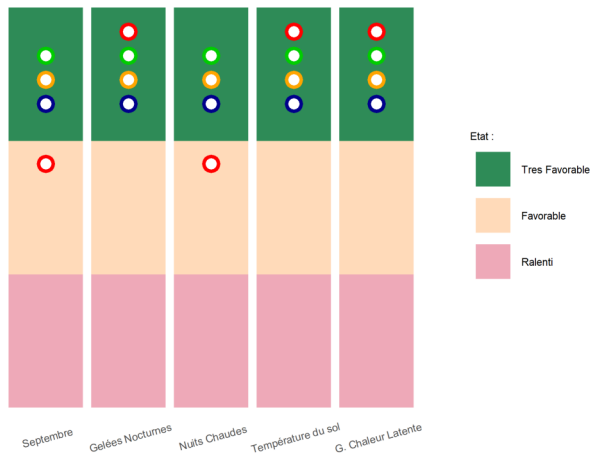 Etat :
Tres Favorable
Favorable
Ralenti
Septembre
Gelées Nocturnes
Nuits Chaudes
Température du sol
G. Chaleur Latente